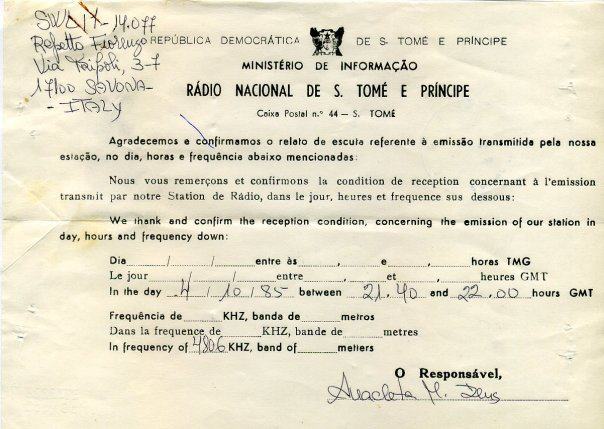 SWL I1-14.077
Repetto Fiorenzo
Via Tripoli, 3-7
17100 SAVONA-
-ITALY
REPÚBLICA DEMOCRÁTICA DE S. TOMÉ E PRÍNCIPE
MINISTÉRIO DE INFORMAÇÃO
RÁDIO NACIONAL DE S. TOMÉ E PRÍNCIPE
Caixa Postal n.º 44 – S. TOMÉ
Agradecemos e confirmamos o relato de escuta referente à emissão transmitida pela nossa
estação, no dia, horas e frequência abaixo mencionadas:
Nous vous remerçons et confirmons la condition de reception concernant à l'emission
transmit par notre Station de Rádio, dans le jour, heures et frequence sus dessous:
We thank and confirm the reception condition, concerning the emission of our station in
day, hours and frequency down:
Dia / / entre às , e , horas TMG
Le jour / / entre , et , heures GMT
In the day 4 / 10 / 85 between 21.40 and 22.00 hours GMT
Frequência de KHZ, banda de metros
Dans la frequence de KHZ, bande de metres
In frequency of 4806 KHZ, band of metiers
O Responsável,
Anacleta M. Deus